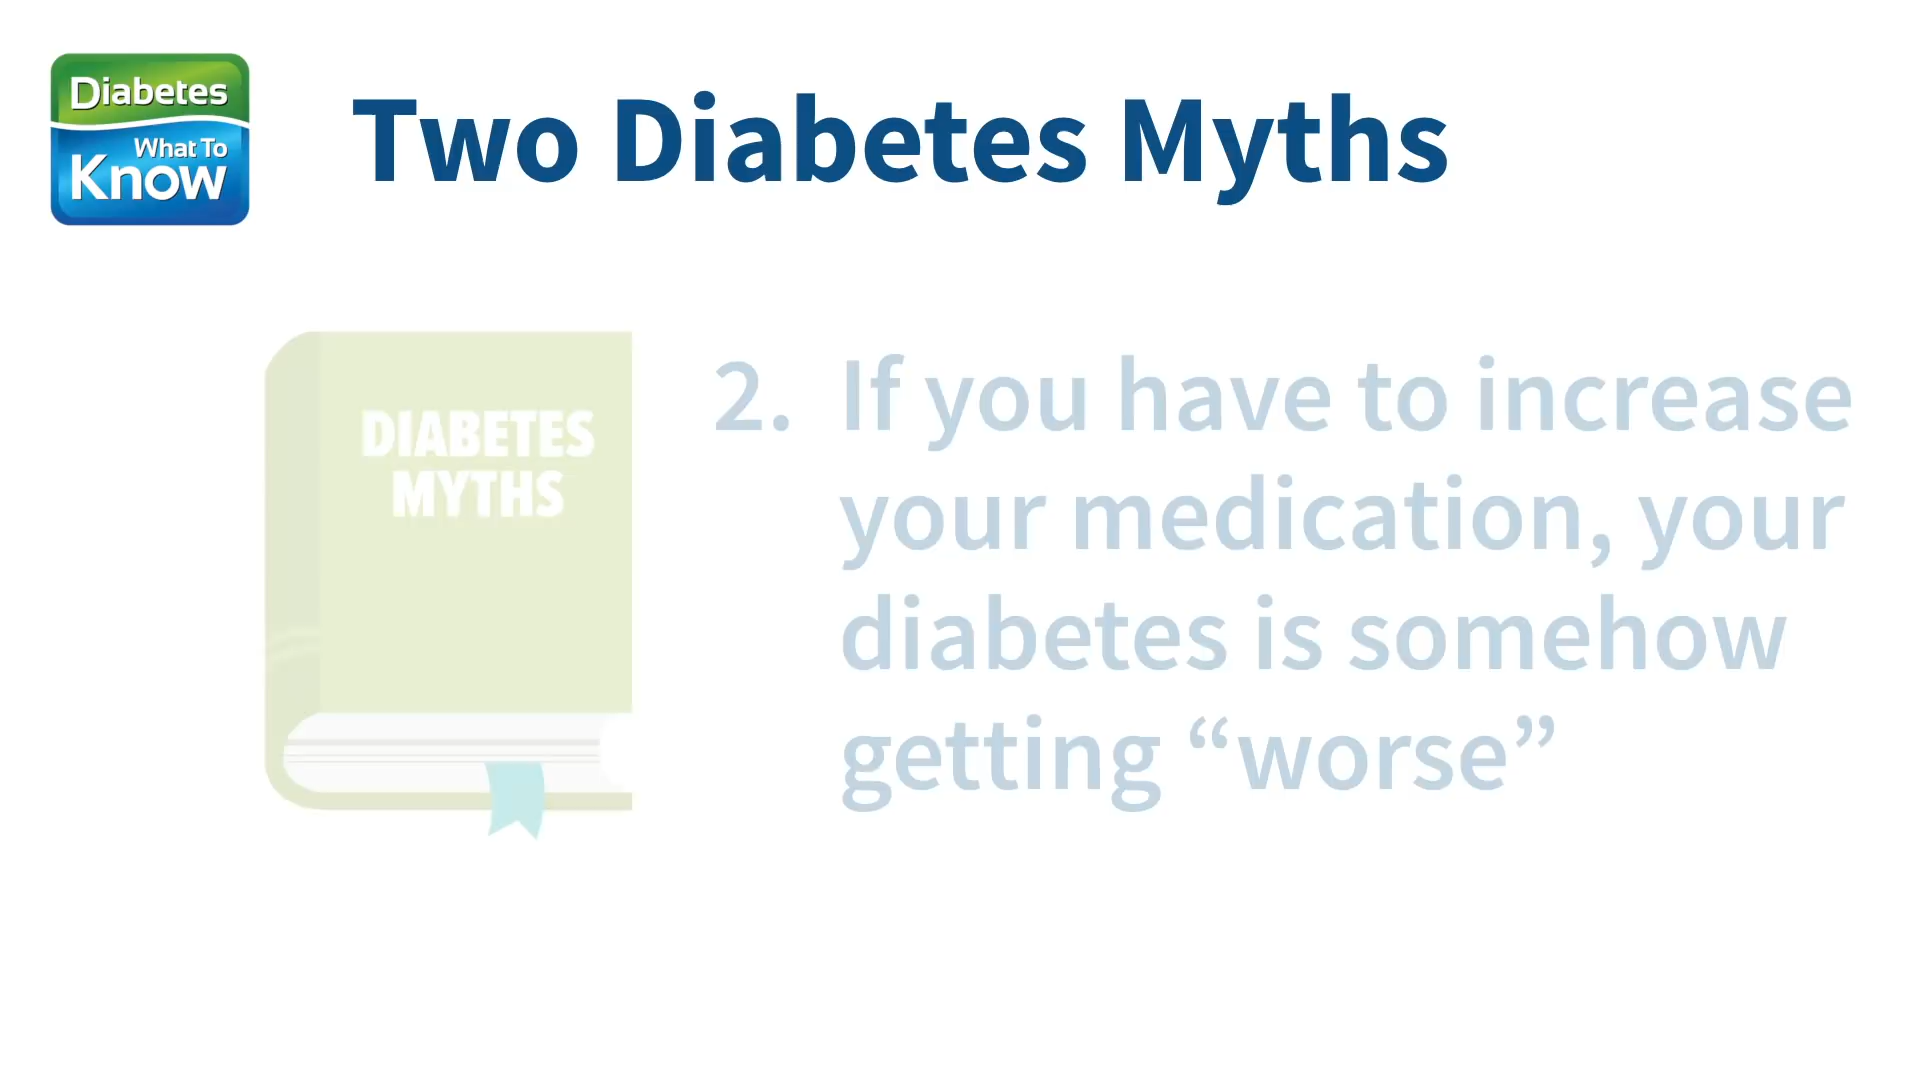 Diabetes
What To
Know
Two Diabetes Myths
DIABETES
MYTHS
2. If you have to increase
your medication, your
diabetes is somehow
getting “worse”